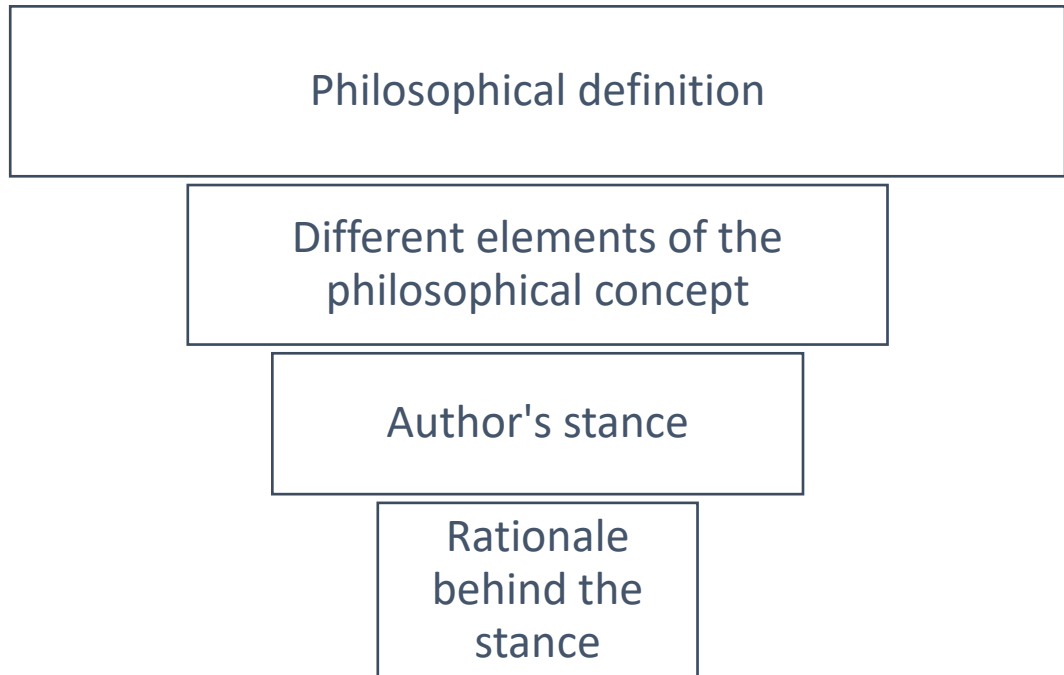 Philosophical definition
Different elements of the
philosophical concept
Author's stance
Rationale
behind the
stance